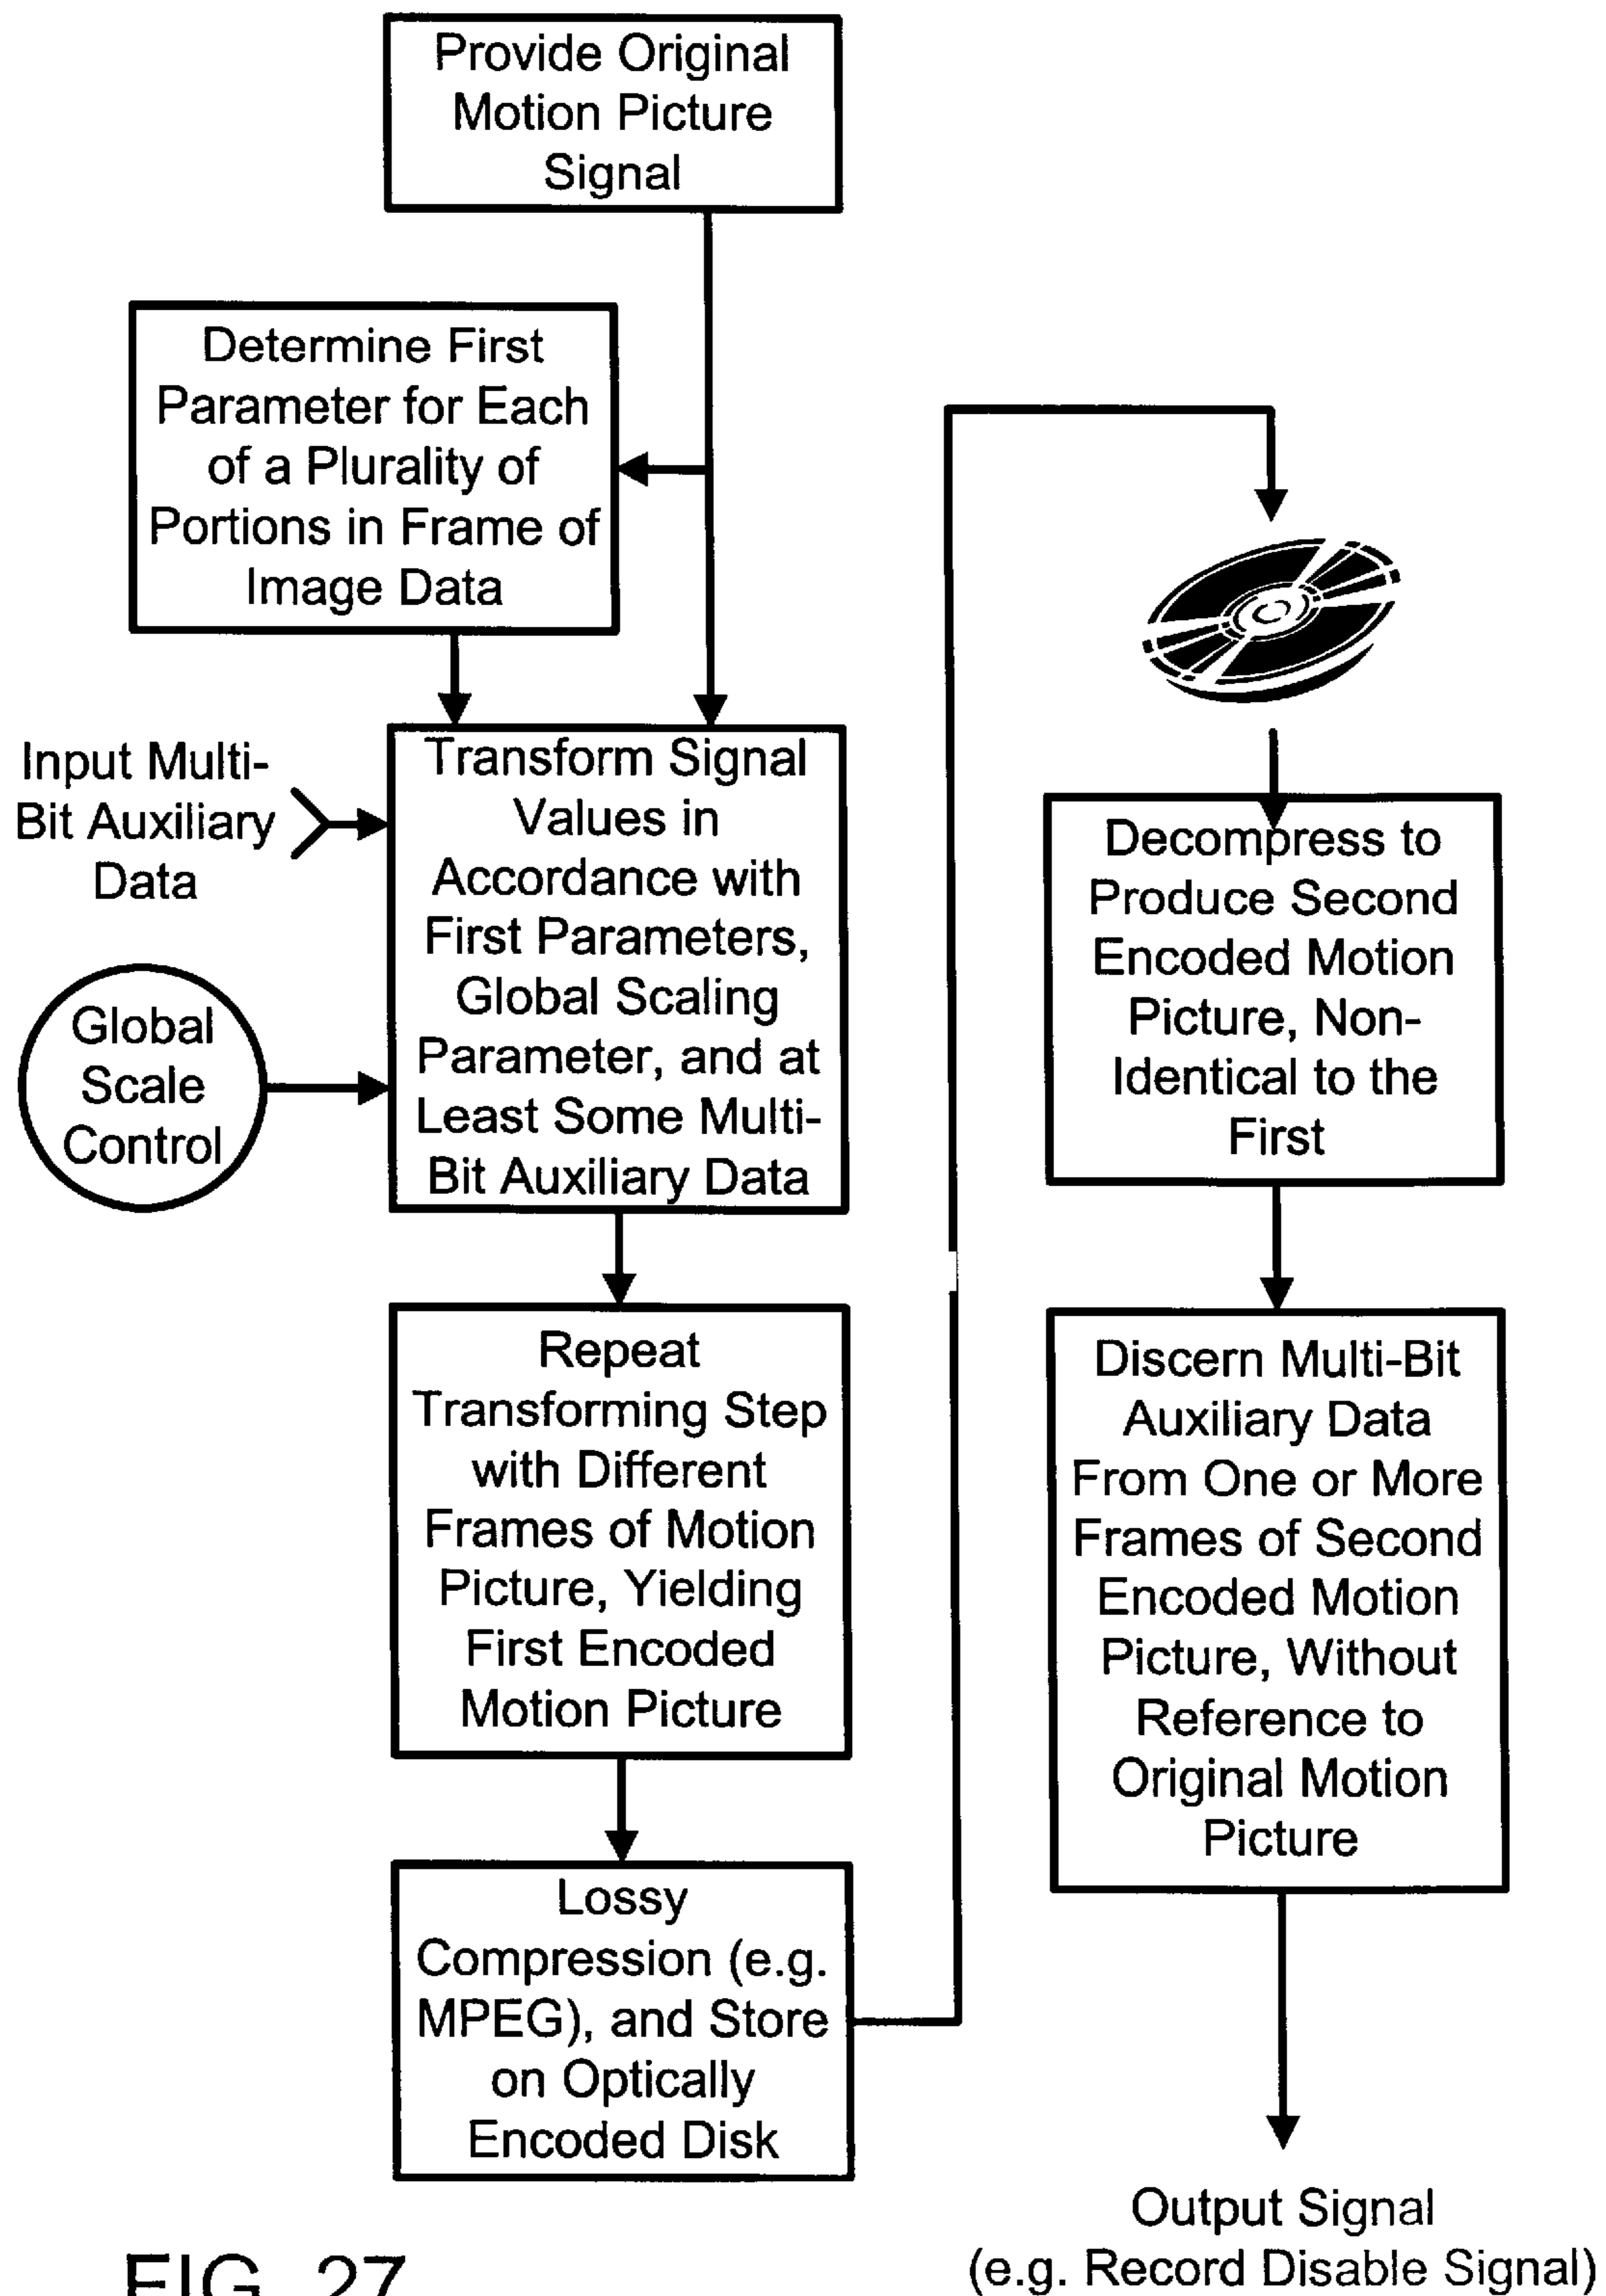 Provide Original
Motion Picture
Signal
Determine First
Parameter for Each
of a Plurality of
Portions in Frame of
Image Data
Input Multi-
Bit Auxiliary
Data
Global
Scale
Control
Transform Signal
Values in
Accordance with
First Parameters,
Global Scaling
Parameter, and at
Least Some Multi-
Bit Auxiliary Data
Repeat
Transforming Step
with Different
Frames of Motion
Picture, Yielding
First Encoded
Motion Picture
Lossy
Compression (e.g.
MPEG), and Store
on Optically
Encoded Disk
Decompress to
Produce Second
Encoded Motion
Picture, Non-
Identical to the
First
Discern Multi-Bit
Auxiliary Data
From One or More
Frames of Second
Encoded Motion
Picture, Without
Reference to
Original Motion
Picture
Output Signal
(e.g. Record Disable Signal)
FIG. 27